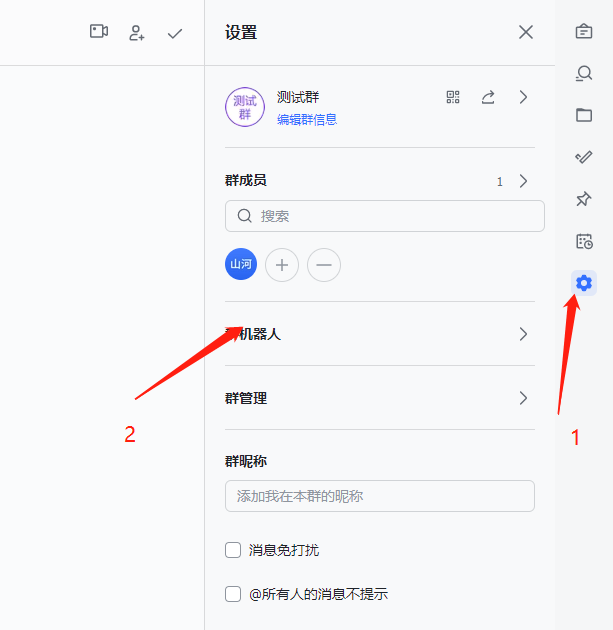 设置
测试
群
测试群
编辑群信息
群成员
1
搜索
山河
机器人
2
1
群管理
群昵称
添加我在本群的昵称
消息免打扰
@所有人的消息不提示